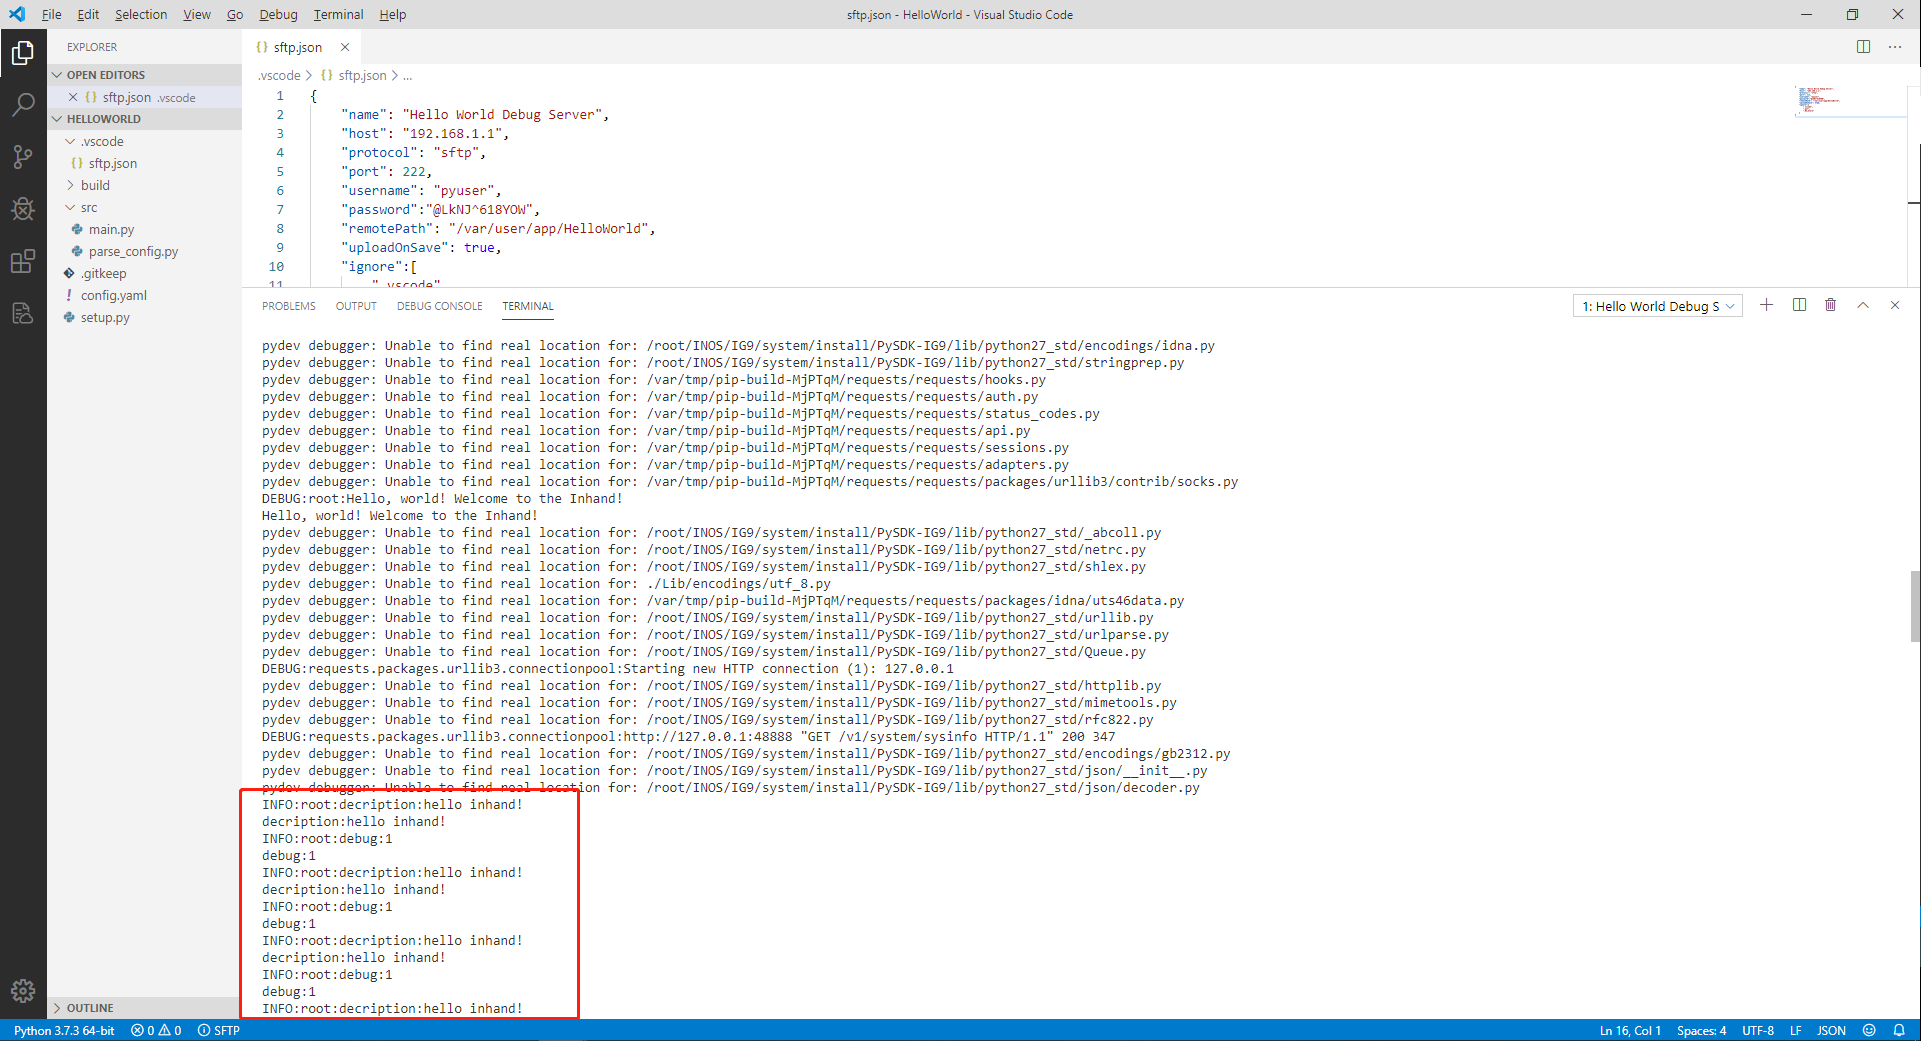 File Edit Selection View Go Debug Terminal Help
sftp.json - HelloWorld - Visual Studio Code
EXPLORER
OPEN EDITORS
sftp.json .vscode
HELLOWORLD
.vscode
sftp.json
build
src
main.py
parse_config.py
.gitkeep
config.yaml
setup.py
OUTLINE
sftp.json
.vscode > {} sftp.json > ...
1 {
2 "name": "Hello World Debug Server",
3 "host": "192.168.1.1",
4 "protocol": "sftp",
5 "port": 222,
6 "username": "pyuser",
7 "password":"@LkNJ^618YOW",
8 "remotePath": "/var/user/app/HelloWorld",
9 "uploadOnSave": true,
10 "ignore":[
11 ".vscode"
PROBLEMS OUTPUT DEBUG CONSOLE TERMINAL
1: Hello World Debug S
pydev debugger: Unable to find real location for: /root/INOS/IG9/system/install/PySDK-IG9/lib/python27_std/encodings/idna.py
pydev debugger: Unable to find real location for: /root/INOS/IG9/system/install/PySDK-IG9/lib/python27_std/stringprep.py
pydev debugger: Unable to find real location for: /var/tmp/pip-build-MjPTqM/requests/requests/hooks.py
pydev debugger: Unable to find real location for: /var/tmp/pip-build-MjPTqM/requests/requests/auth.py
pydev debugger: Unable to find real location for: /var/tmp/pip-build-MjPTqM/requests/requests/status_codes.py
pydev debugger: Unable to find real location for: /var/tmp/pip-build-MjPTqM/requests/requests/api.py
pydev debugger: Unable to find real location for: /var/tmp/pip-build-MjPTqM/requests/requests/sessions.py
pydev debugger: Unable to find real location for: /var/tmp/pip-build-MjPTqM/requests/requests/adapters.py
pydev debugger: Unable to find real location for: /var/tmp/pip-build-MjPTqM/requests/requests/packages/urllib3/contrib/socks.py
DEBUG:root:Hello, world! Welcome to the Inhand!
Hello, world! Welcome to the Inhand!
pydev debugger: Unable to find real location for: /root/INOS/IG9/system/install/PySDK-IG9/lib/python27_std/_abcoll.py
pydev debugger: Unable to find real location for: /root/INOS/IG9/system/install/PySDK-IG9/lib/python27_std/netrc.py
pydev debugger: Unable to find real location for: /root/INOS/IG9/system/install/PySDK-IG9/lib/python27_std/shlex.py
pydev debugger: Unable to find real location for: ./Lib/encodings/utf_8.py
pydev debugger: Unable to find real location for: /var/tmp/pip-build-MjPTqM/requests/requests/packages/idna/uts46data.py
pydev debugger: Unable to find real location for: /root/INOS/IG9/system/install/PySDK-IG9/lib/python27_std/urllib.py
pydev debugger: Unable to find real location for: /root/INOS/IG9/system/install/PySDK-IG9/lib/python27_std/urlparse.py
pydev debugger: Unable to find real location for: /root/INOS/IG9/system/install/PySDK-IG9/lib/python27_std/Queue.py
DEBUG:requests.packages.urllib3.connectionpool:Starting new HTTP connection (1): 127.0.0.1
pydev debugger: Unable to find real location for: /root/INOS/IG9/system/install/PySDK-IG9/lib/python27_std/httplib.py
pydev debugger: Unable to find real location for: /root/INOS/IG9/system/install/PySDK-IG9/lib/python27_std/mimetools.py
pydev debugger: Unable to find real location for: /root/INOS/IG9/system/install/PySDK-IG9/lib/python27_std/rfc822.py
DEBUG:requests.packages.urllib3.connectionpool:http://127.0.0.1:48888 "GET /v1/system/sysinfo HTTP/1.1" 200 347
pydev debugger: Unable to find real location for: /root/INOS/IG9/system/install/PySDK-IG9/lib/python27_std/encodings/gb2312.py
pydev debugger: Unable to find real location for: /root/INOS/IG9/system/install/PySDK-IG9/lib/python27_std/json/__init__.py
pydev debugger: Unable to find real location for: /root/INOS/IG9/system/install/PySDK-IG9/lib/python27_std/json/decoder.py
INFO:root:decription:hello inhand!
decription:hello inhand!
INFO:root:debug:1
debug:1
INFO:root:decription:hello inhand!
decription:hello inhand!
INFO:root:debug:1
debug:1
INFO:root:decription:hello inhand!
decription:hello inhand!
INFO:root:debug:1
debug:1
INFO:root:decription:hello inhand!
Python 3.7.3 64-bit 0 0 SFTP
Ln 16, Col 1 Spaces: 4 UTF-8 LF JSON